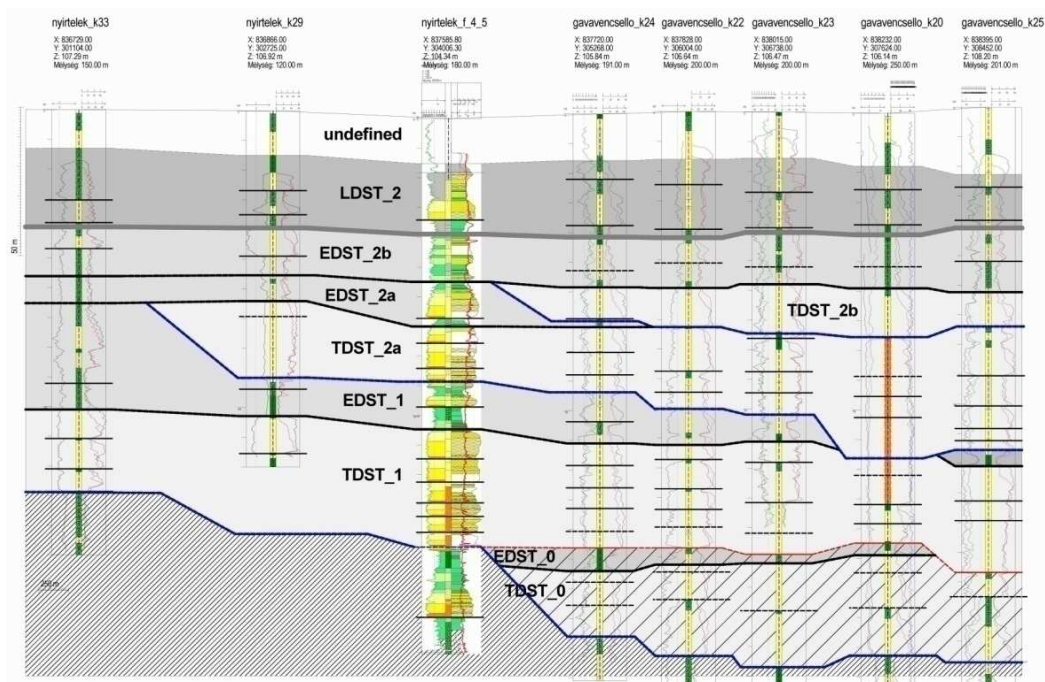 nyirtelek_k33
X: 836729.00
Y: 301104.00
Z: 107.29 m
Mélység: 150.00 m
nyirtelek_k29
X: 836866.00
Y: 302725.00
Z: 106.92 m
Mélység: 120.00 m
nyirtelek_f_4_5
X: 837585.80
Y: 304006.30
Z: 104.34 m
Mélység: 180.00 m
gavavencsello_k24
X: 837720.00
Y: 305268.00
Z: 105.84 m
Mélység: 191.00 m
gavavencsello_k22
X: 837828.00
Y: 306004.00
Z: 106.64 m
Mélység: 200.00 m
gavavencsello_k23
X: 838015.00
Y: 306738.00
Z: 106.47 m
Mélység: 200.00 m
gavavencsello_k20
X: 838232.00
Y: 307624.00
Z: 106.14 m
Mélység: 250.00 m
gavavencsello_k25
X: 838395.00
Y: 308452.00
Z: 108.20 m
Mélység: 201.00 m
undefined
LDST_2
50 m
EDST_2b
EDST_2a
TDST_2b
TDST_2a
EDST_1
TDST_1
EDST_0
TDST_0
250 m